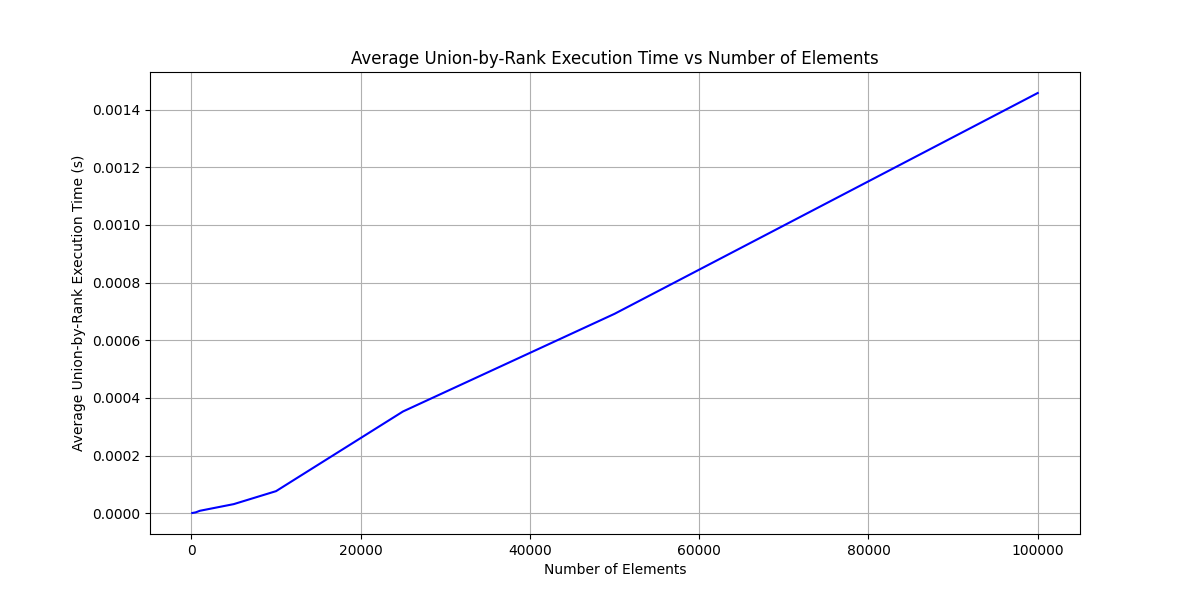 Average Union-by-Rank Execution Time vs Number of Elements
Average Union-by-Rank Execution Time (s)
0.0014
0.0012
0.0010
0.0008
0.0006
0.0004
0.0002
0.0000
0 20000 40000 60000 80000 100000
Number of Elements